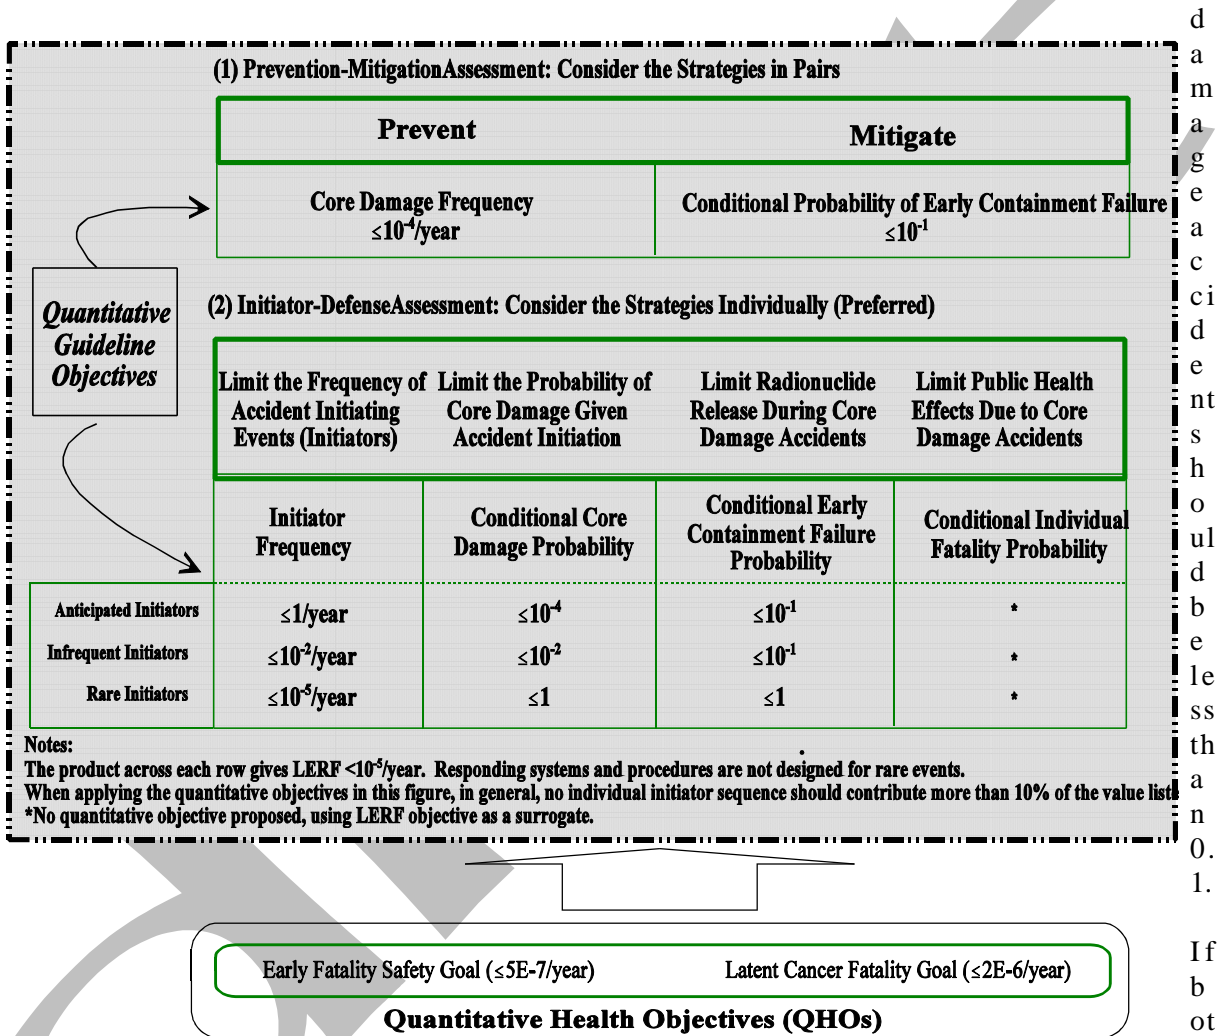 (1) Prevention-MitigationAssessment: Consider the Strategies in Pairs
Prevent
Mitigate
Core Damage Frequency
≤10⁻⁴/year
Conditional Probability of Early Containment Failure
≤10⁻¹
Quantitative
Guideline
Objectives
(2) Initiator-DefenseAssessment: Consider the Strategies Individually (Preferred)
Limit the Frequency of
Accident Initiating
Events (Initiators)
Limit the Probability of
Core Damage Given
Accident Initiation
Limit Radionuclide
Release During Core
Damage Accidents
Limit Public Health
Effects Due to Core
Damage Accidents
Initiator
Frequency
Conditional Core
Damage Probability
Conditional Early
Containment Failure
Probability
Conditional Individual
Fatality Probability
Anticipated Initiators ≤1/year ≤10⁻⁴ ≤10⁻¹ *
Infrequent Initiators ≤10⁻²/year ≤10⁻² ≤10⁻¹ *
Rare Initiators ≤10⁻⁵/year ≤1 ≤1 *
Notes:
The product across each row gives LERF <10⁻⁵/year. Responding systems and procedures are not designed for rare events.
When applying the quantitative objectives in this figure, in general, no individual initiator sequence should contribute more than 10% of the value list
*No quantitative objective proposed, using LERF objective as a surrogate.
Early Fatality Safety Goal (≤5E-7/year)
Latent Cancer Fatality Goal (≤2E-6/year)
Quantitative Health Objectives (QHOs)
d
a
m
a
g
e
a
c
ci
d
e
nt
s
h
o
ul
d
b
e
le
ss
th
a
n
0.
1.
If
b
ot